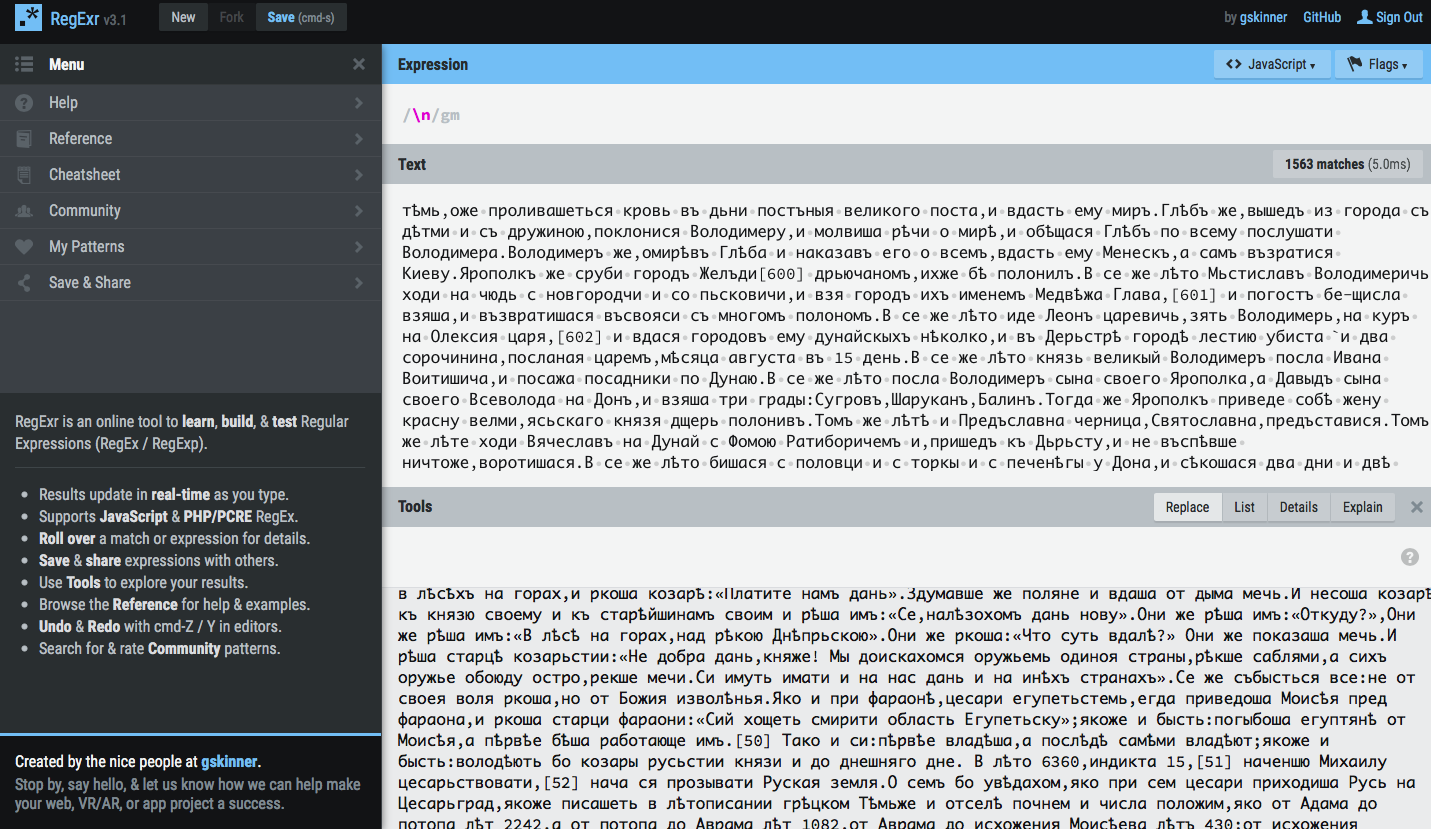 RegExr v3.1
New
Fork
Save (cmd-s)
by gskinner
GitHub
Sign Out
Menu
Help
Reference
Cheatsheet
Community
My Patterns
Save & Share
RegExr is an online tool to learn, build, & test Regular
Expressions (RegEx / RegExp).
Results update in real-time as you type.
Supports JavaScript & PHP/PCRE RegEx.
Roll over a match or expression for details.
Save & share expressions with others.
Use Tools to explore your results.
Browse the Reference for help & examples.
Undo & Redo with cmd-Z / Y in editors.
Search for & rate Community patterns.
Created by the nice people at gskinner.
Stop by, say hello, & let us know how we can help make
your web, VR/AR, or app project a success.
Expression
JavaScript
Flags
/\n/gm
Text
1563 matches (5.0ms)
тѣмь,оже проливашеться кровь въ дьни постъныя великого поста,и вдасть ему миръ.Глѣбъ же,вышедъ из города съ
дѣтми и съ дружиною,поклонися Володимеру,и молвиша рѣчи о мирѣ,и обѣщася Глѣбъ по всему послушати
Володимера.Володимеръ же,омирѣвъ Глѣба и наказавъ его о всемъ,вдасть ему Менескъ,а самъ възратися
Киеву.Ярополкъ же сруби городъ Желъди[600] дрьючаномъ,ихже бѣ полонилъ.В се же лѣто Мьстиславъ Володимеричь
ходи на чюдь с новгородчи и со пьсковичи,и взя городъ ихъ именемъ Медвѣжа Глава,[601] и погостъ бе-щисла
взяша,и възвратишася въсвояси съ многомъ полономъ.В се же лѣто иде Леонъ царевичь,зять Володимерь,на куръ
на Олексия царя,[602] и вдася городовъ ему дунайскыхъ нѣколко,и въ Дерьстрѣ городѣ лестию убиста `и два
сорочинина,посланая царемъ,мѣсяца августа въ 15 день.В се же лѣто князь великый Володимеръ посла Ивана
Воитишича,и посажа посадники по Дунаю.В се же лѣто посла Володимеръ сына своего Ярополка,а Давыдъ сына
своего Всеволода на Донъ,и взяша три грады:Сугровъ,Шаруканъ,Балинъ.Тогда же Ярополкъ приведе собѣ жену
красну велми,ясьскаго князя дщерь полонивъ.Томъ же лѣтѣ и Предъславна черница,Святославна,предъставися.Томъ
же лѣте ходи Вячеславъ на Дунай с Фомою Ратиборичемъ и,пришедъ къ Дьрьсту,и не въспѣвше
ничтоже,воротишася.В се же лѣто бишася с половци и с торкы и с печенѣгы у Дона,и сѣкошася два дни и двѣ
Tools
Replace
List
Details
Explain
в лѣсѣхъ на горах,и ркоша козарѣ:«Платите намъ дань».Здумавше же поляне и вдаша от дыма мечь.И несоша козарѣ
къ князю своему и къ старѣйшинамъ своим и рѣша имъ:«Се,налѣзохомъ дань нову».Они же рѣша имъ:«Откуду?»,Они
же рѣша имъ:«В лѣсѣ на горах,над рѣкою Днѣпрьскою».Они же ркоша:«Что суть вдалѣ?» Они же показаша мечь.И
рѣша старцѣ козарьстии:«Не добра дань,княже! Мы доискахомся оружьемь одиноя страны,рѣкше саблями,а сихъ
оружье обоюду остро,рекше мечи.Си имуть имати и на нас дань и на инѣхъ странахъ».Се же събысться все:не от
своея воля ркоша,но от Божия изволѣнья.Яко и при фараонѣ,цесари егупетьстемь,егда приведоша Моисѣя пред
фараона,и ркоша старци фараони:«Сий хощеть смирити область Егупетьску»;якоже и бысть:погыбоша егуптянѣ от
Моисѣя,а пѣрвѣе бѣша работающе имъ.[50] Тако и си:пѣрвѣе владѣша,а послѣдѣ самѣми владѣют;якоже и
бысть:володѣють бо козары русьстии князи и до днешняго дне. В лѣто 6360,индикта 15,[51] наченшю Михаилу
цесарьствовати,[52] нача ся прозывати Руская земля.О семъ бо увѣдахом,яко при сем цесари приходиша Русь на
Цесарьград,якоже писашеть в лѣтописании грѣцком Тѣмьже и отселѣ почнем и числа положим,яко от Адама до
потопа лѣт 2242,а от потопа до Аврама лѣт 1082,от Аврама до исхожения Моисѣева лѣтъ 430;от исхожения